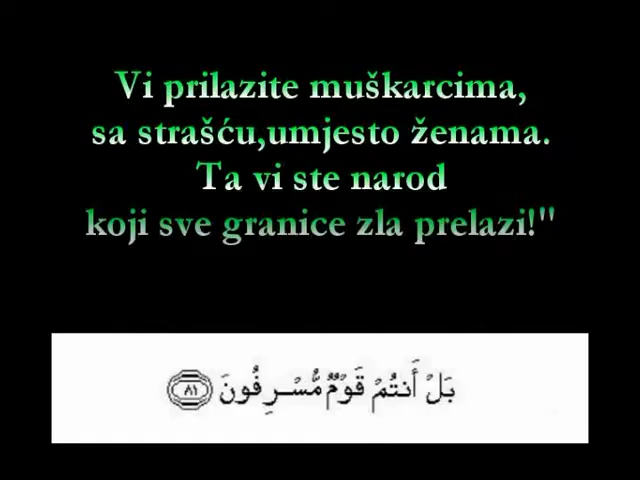 Vi prilazite muškarcima,
sa strašću,umjesto ženama.
Ta vi ste narod
koji sve granice zla prelazi!"
بَلْ أَنتُمْ قَوْمٌ مُّسْرِفُونَ ٨١